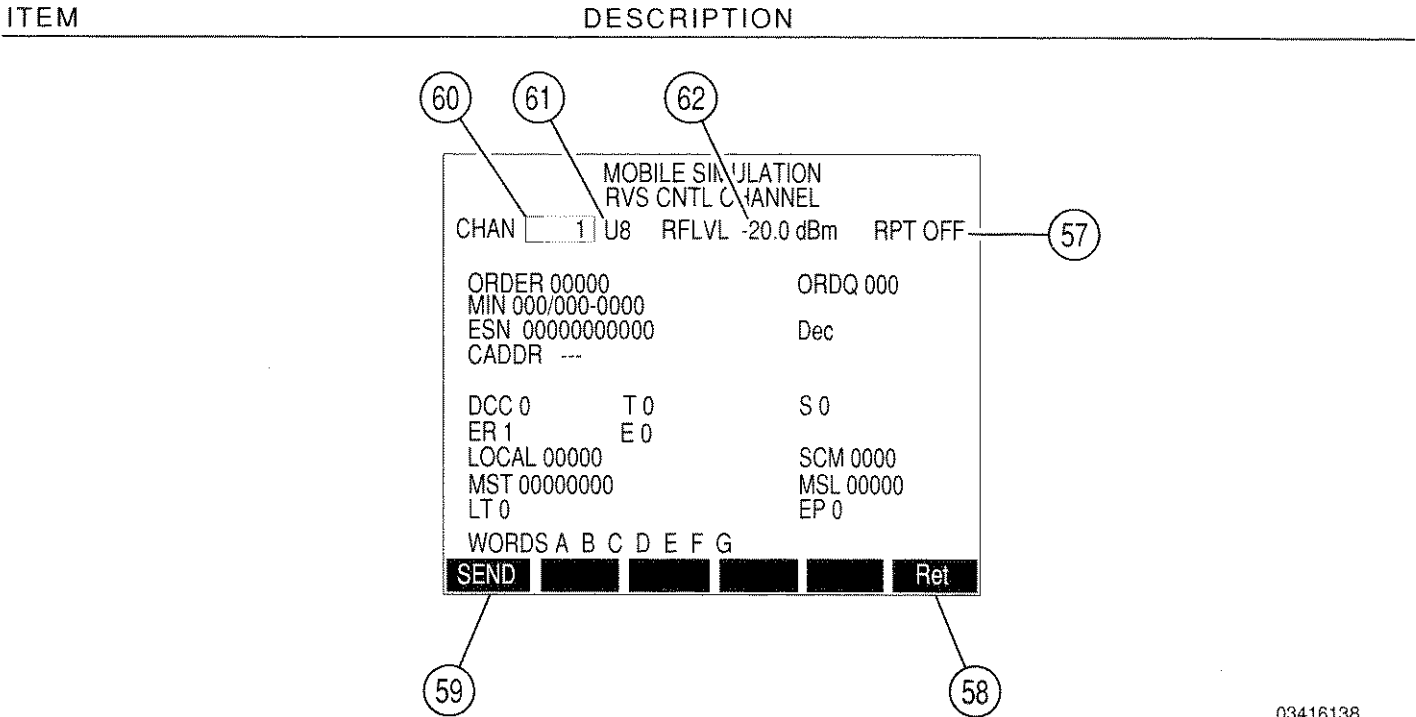 ITEM DESCRIPTION
60 61 62
MOBILE SIMULATION
RVS CNTL CHANNEL
CHAN 1 U8 RFLVL -20.0 dBm RPT OFF 57
ORDER 00000 ORDQ 000
MIN 000/000-0000
ESN 00000000000 Dec
CADDR ---
DCC 0 T 0 S 0
ER 1 E 0
LOCAL 00000 SCM 0000
MST 00000000 MSL 00000
LT 0 EP 0
WORDS A B C D E F G
SEND Ret
59 58
03416138